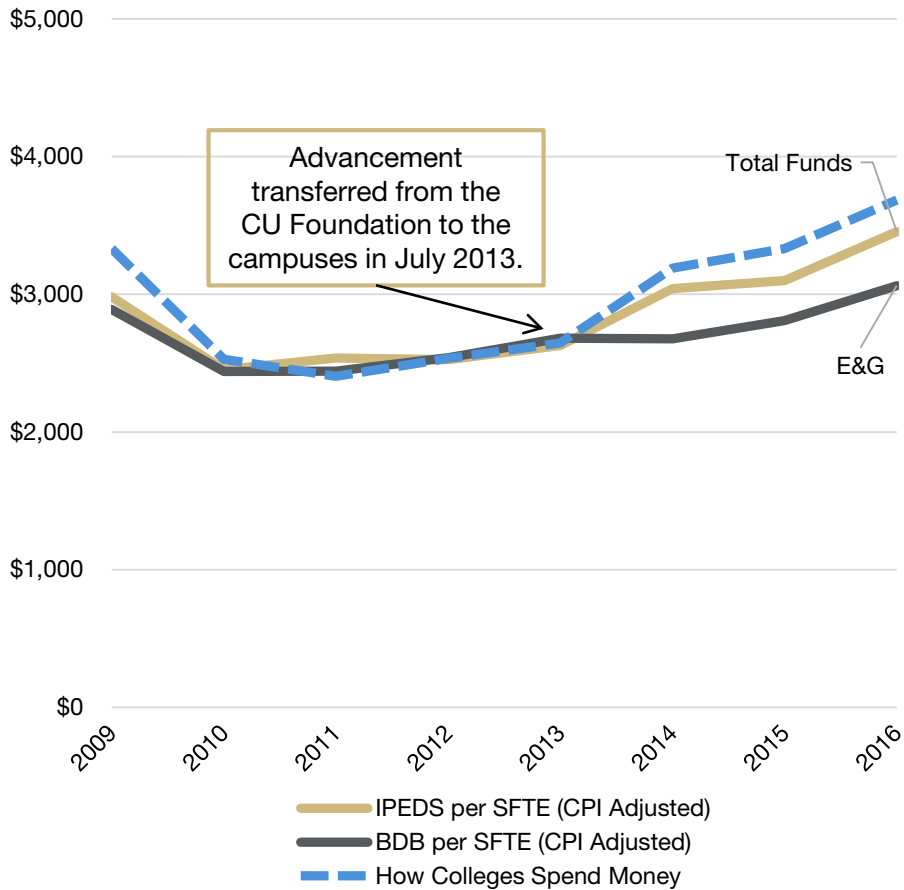 $5,000
$4,000
$3,000
$2,000
$1,000
$0
Advancement
transferred from the
CU Foundation to the
campuses in July 2013.
Total Funds
E&G
2009
2010
2011
2012
2013
2014
2015
2016
IPEDS per SFTE (CPI Adjusted)
BDB per SFTE (CPI Adjusted)
How Colleges Spend Money